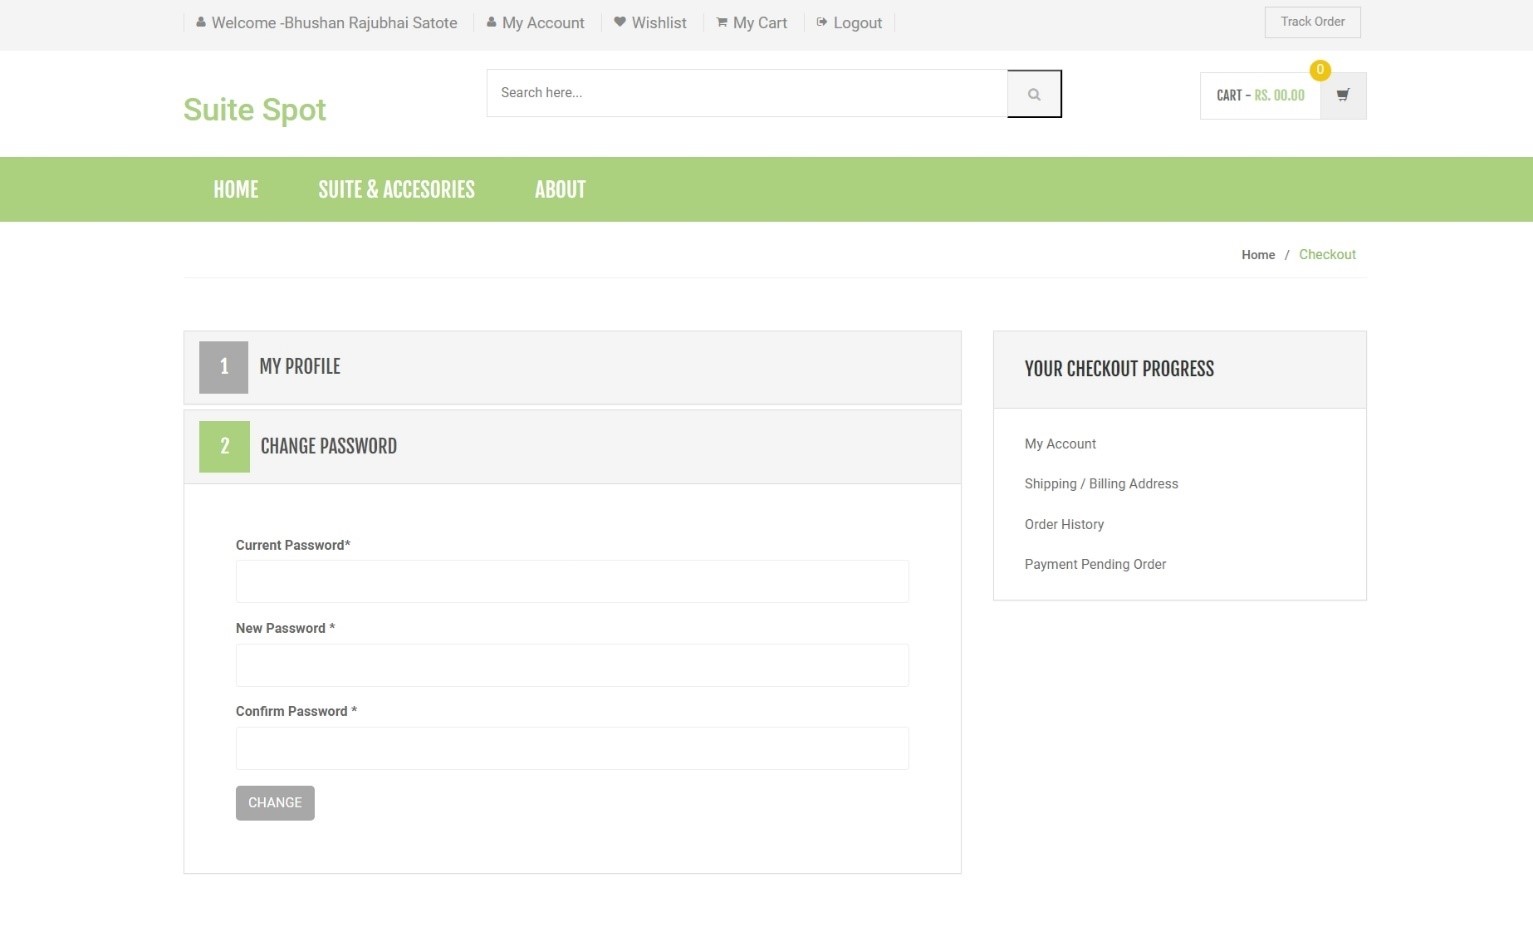 Welcome -Bhushan Rajubhai Satote My Account Wishlist My Cart Logout Track Order
Suite Spot
Search here...
CART - RS. 00.00
0
HOME SUITE & ACCESORIES ABOUT
Home / Checkout
1 MY PROFILE
2 CHANGE PASSWORD
Current Password*
New Password *
Confirm Password *
CHANGE
YOUR CHECKOUT PROGRESS
My Account
Shipping / Billing Address
Order History
Payment Pending Order